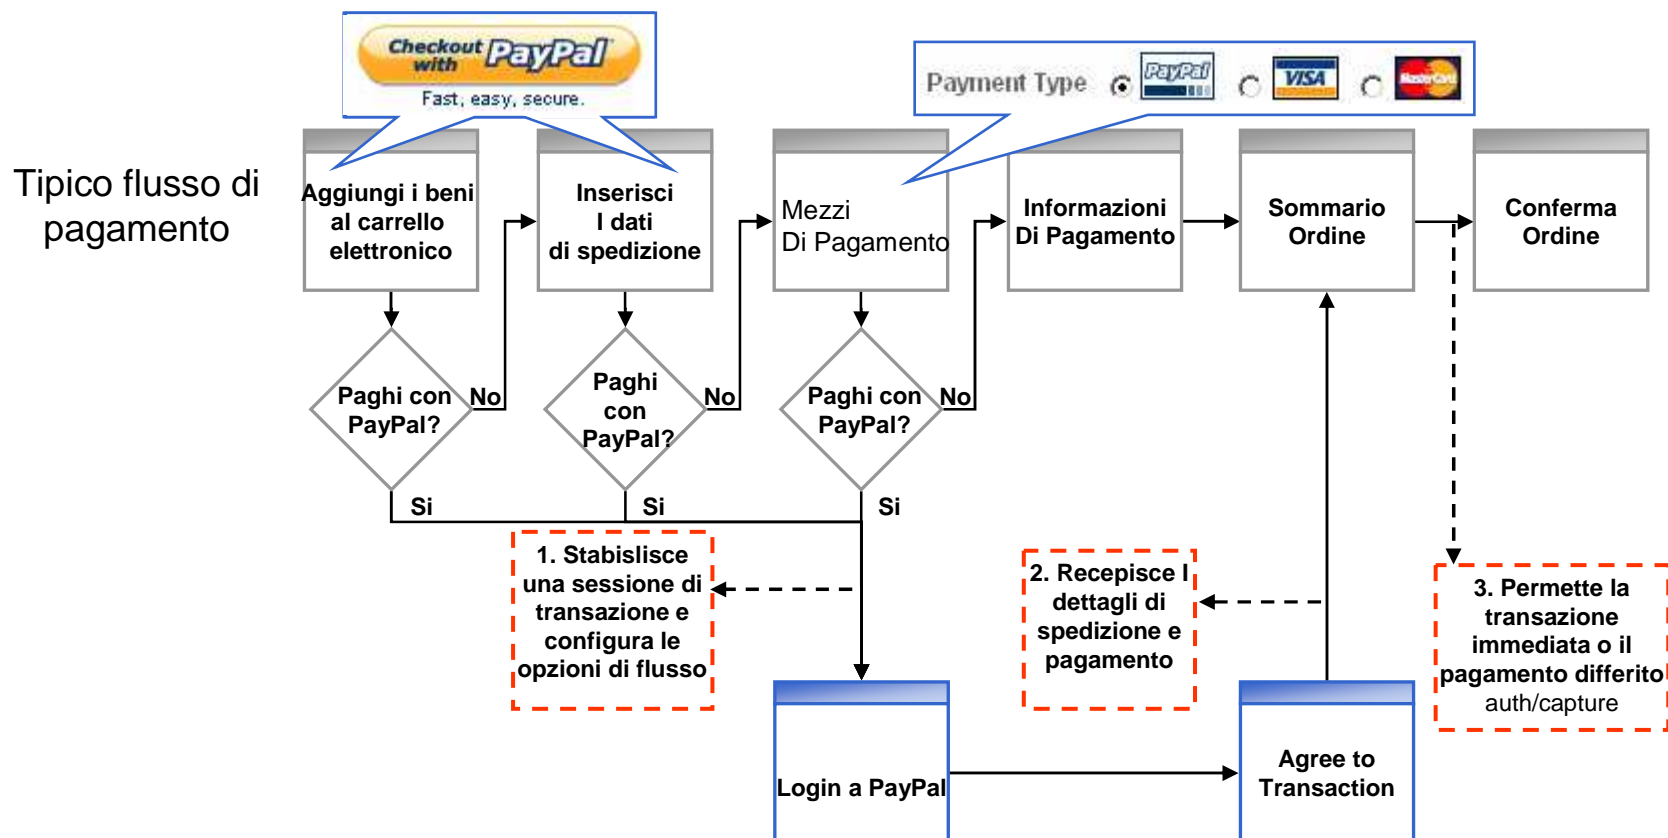 Checkout
with
PayPal
Fast, easy, secure.
Payment Type
PayPal
VISA
MasterCard
Tipico flusso di
pagamento
Aggiungi i beni
al carrello
elettronico
Inserisci
I dati
di spedizione
Mezzi
Di Pagamento
Informazioni
Di Pagamento
Sommario
Ordine
Conferma
Ordine
Paghi con
PayPal?
No
Paghi
con
PayPal?
No
Paghi con
PayPal?
No
Si
Si
Si
1. Stabislisce
una sessione di
transazione e
configura le
opzioni di flusso
2. Recepisce I
dettagli di
spedizione e
pagamento
3. Permette la
transazione
immediata o il
pagamento differito
auth/capture
Login a PayPal
Agree to
Transaction